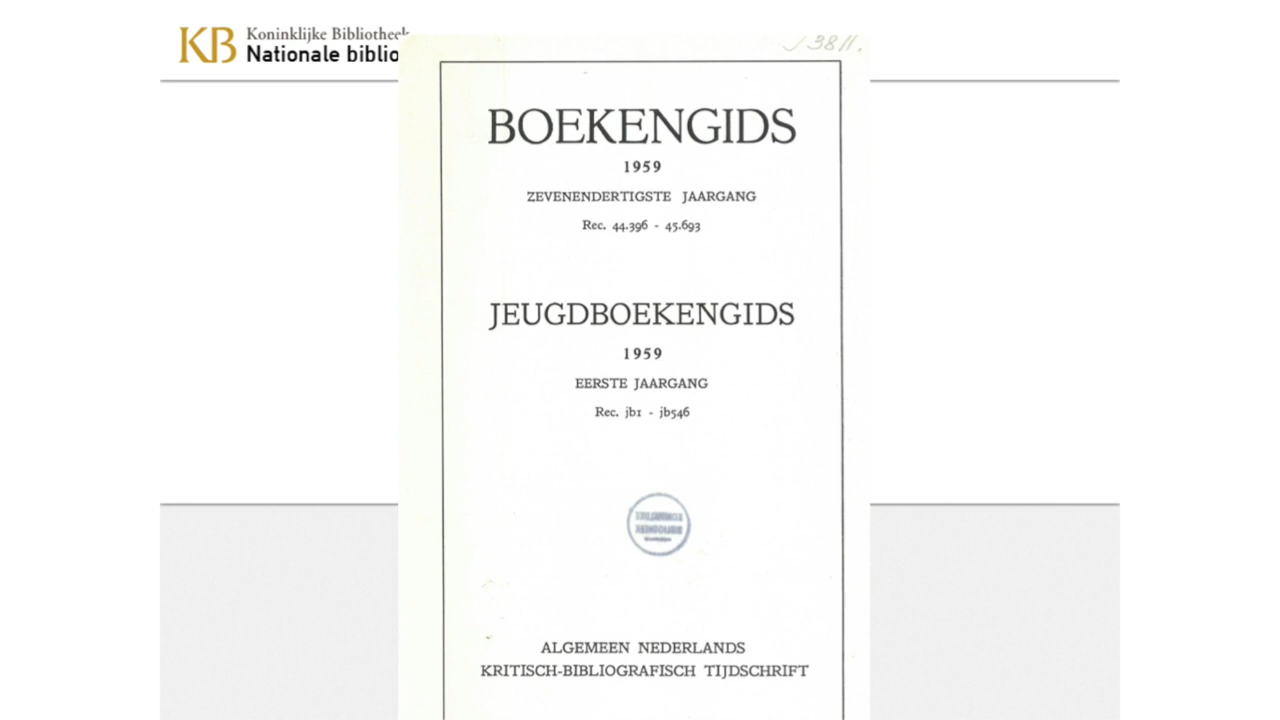 KB Koninklijke Bibliotheek
Nationale biblio
BOEKENGIDS
1959
ZEVENENDERTIGSTE JAARGANG
Rec. 44.396 - 45.693
JEUGDBOEKENGIDS
1959
EERSTE JAARGANG
Rec. jb1 - jb546
ALGEMEEN NEDERLANDS
KRITISCH-BIBLIOGRAFISCH TIJDSCHRIFT